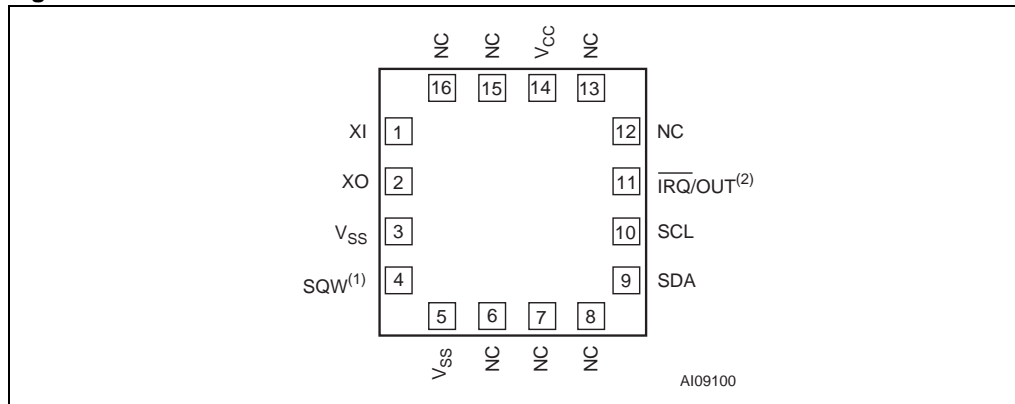 NC NC VCC NC
16 15 14 13
XI 1 12 NC
XO 2 11 IRQ/OUT(2)
VSS 3 10 SCL
SQW(1) 4 9 SDA
5 6 7 8
VSS NC NC NC
AI09100